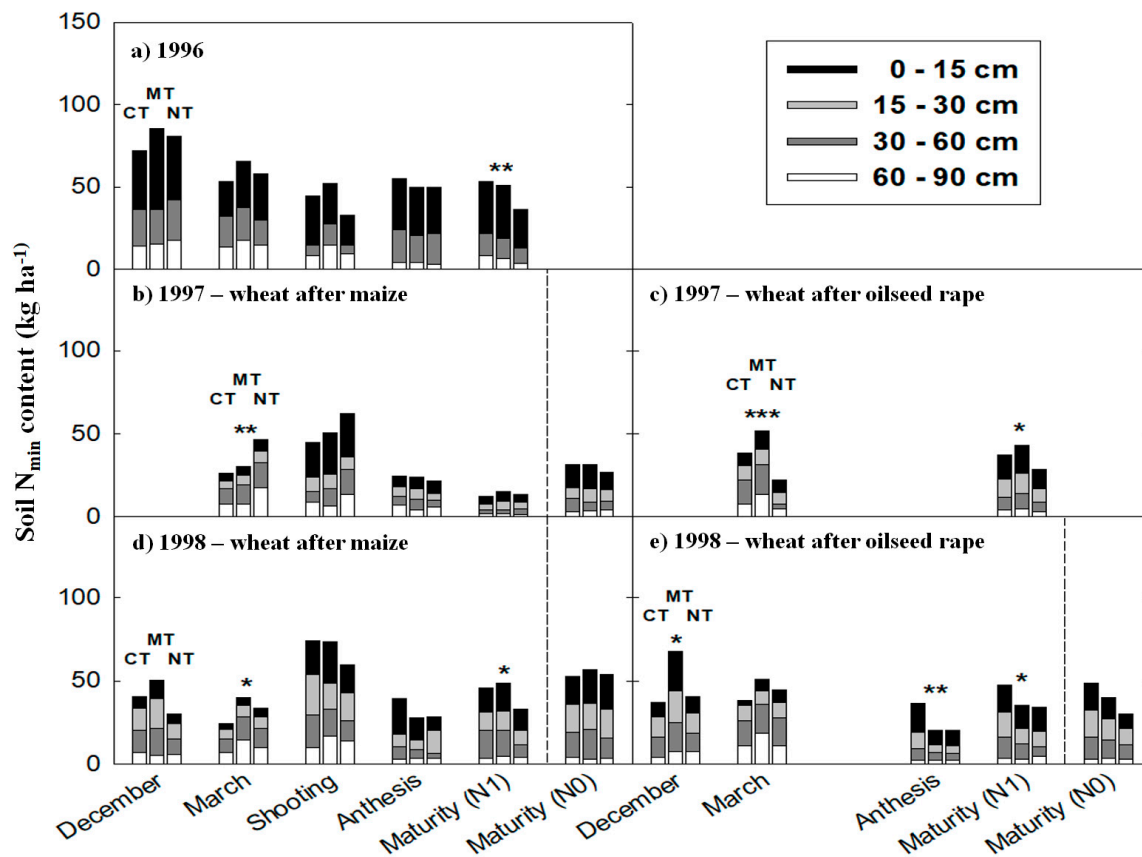 Soil Nmin content (kg ha-1)
150
100
50
0
a) 1996
MT
CT NT
**
0 - 15 cm
15 - 30 cm
30 - 60 cm
60 - 90 cm
100
50
0
b) 1997 – wheat after maize
MT
CT NT
**
c) 1997 – wheat after oilseed rape
MT
CT NT
***
*
100
50
0
d) 1998 – wheat after maize
MT
CT NT
*
*
e) 1998 – wheat after oilseed rape
MT
CT NT
*
**
*
December
March
Shooting
Anthesis
Maturity (N1)
Maturity (N0)
December
March
Anthesis
Maturity (N1)
Maturity (N0)